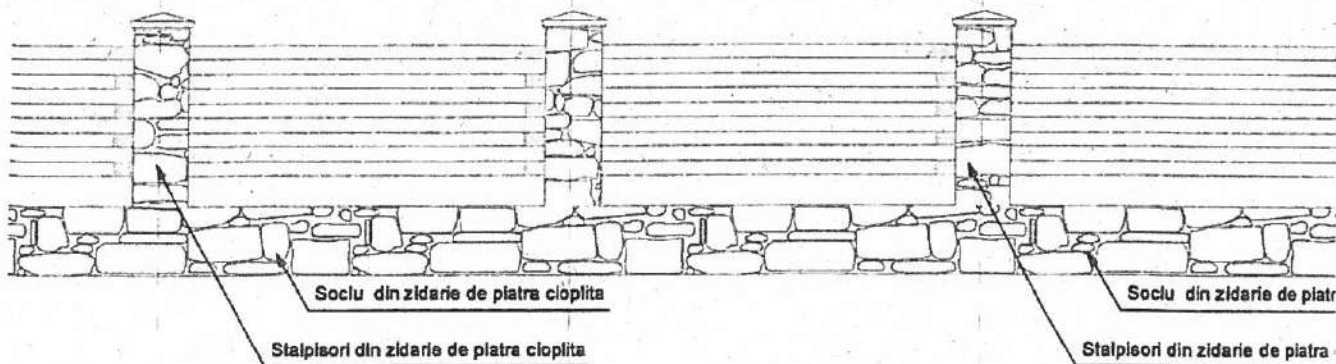 Soclu din zidarie de piatra cioplita
Soclu din zidarie de piatr
Stalpisori din zidarie de piatra cioplita
Stalpisori din zidarie de piatra